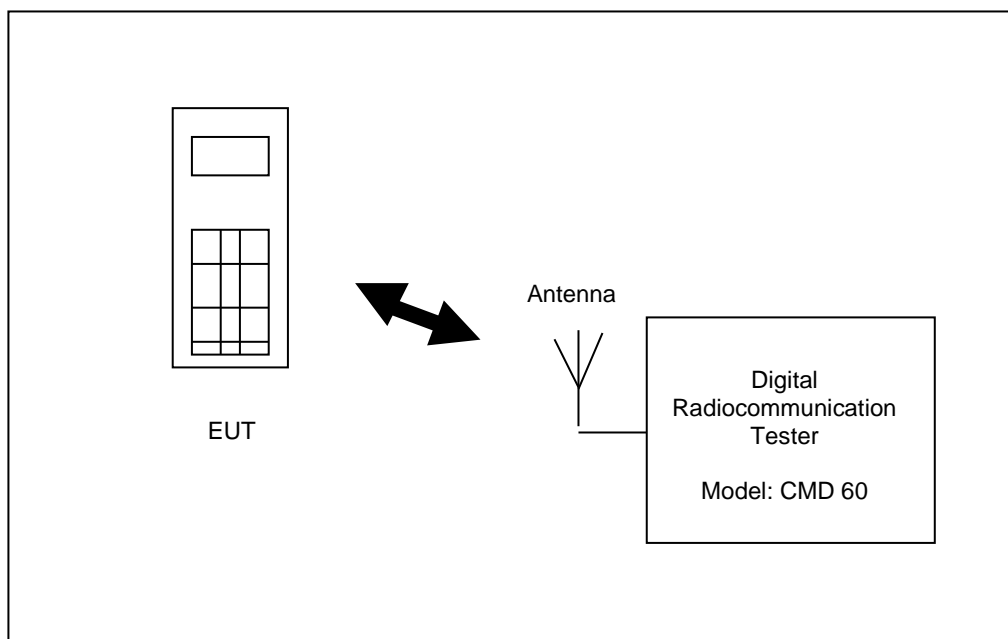 EUT
Antenna
Digital
Radiocommunication
Tester
Model: CMD 60